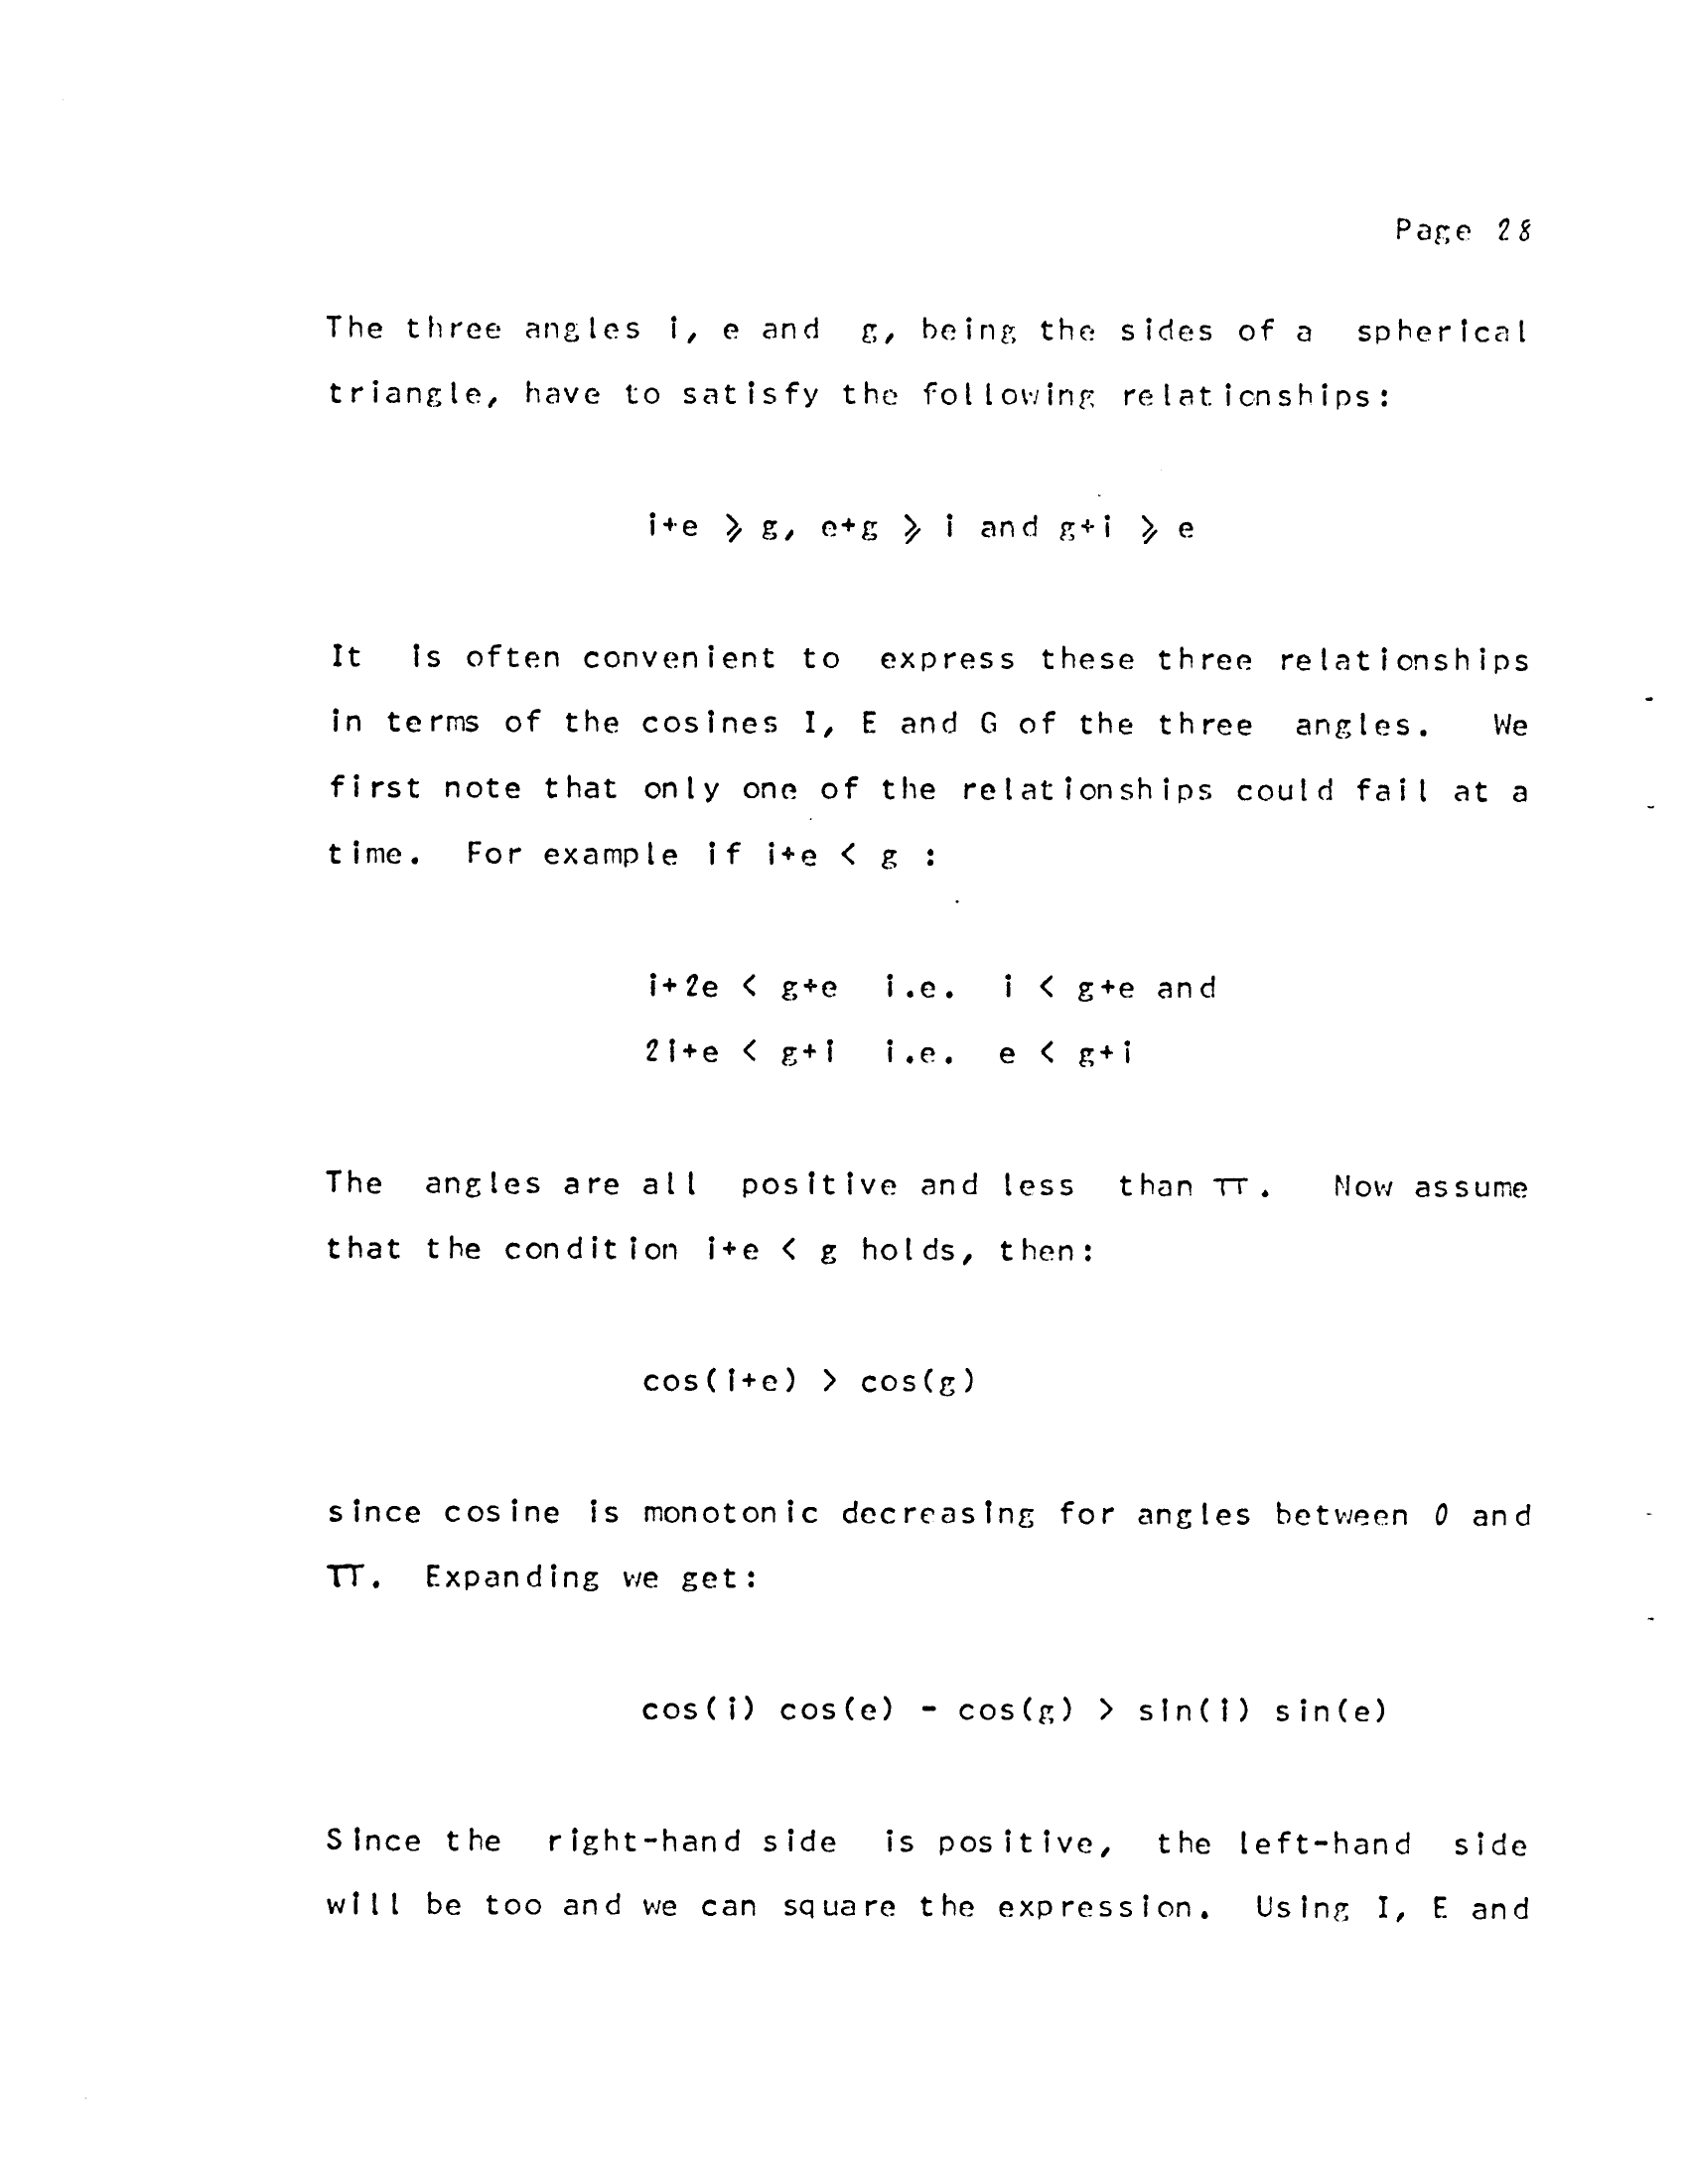 Page 28
The three angles i, e and g, being the sides of a spherical
triangle, have to satisfy the following relationships:
i+e ⩾ g, e+g ⩾ i and g+i ⩾ e
It is often convenient to express these three relationships
in terms of the cosines I, E and G of the three angles. We
first note that only one of the relationships could fail at a
time. For example if i+e < g :
i+2e < g+e i.e. i < g+e and
2i+e < g+i i.e. e < g+i
The angles are all positive and less than π. Now assume
that the condition i+e < g holds, then:
cos(i+e) > cos(g)
since cosine is monotonic decreasing for angles between 0 and
π. Expanding we get:
cos(i) cos(e) - cos(g) > sin(i) sin(e)
Since the right-hand side is positive, the left-hand side
will be too and we can square the expression. Using I, E and